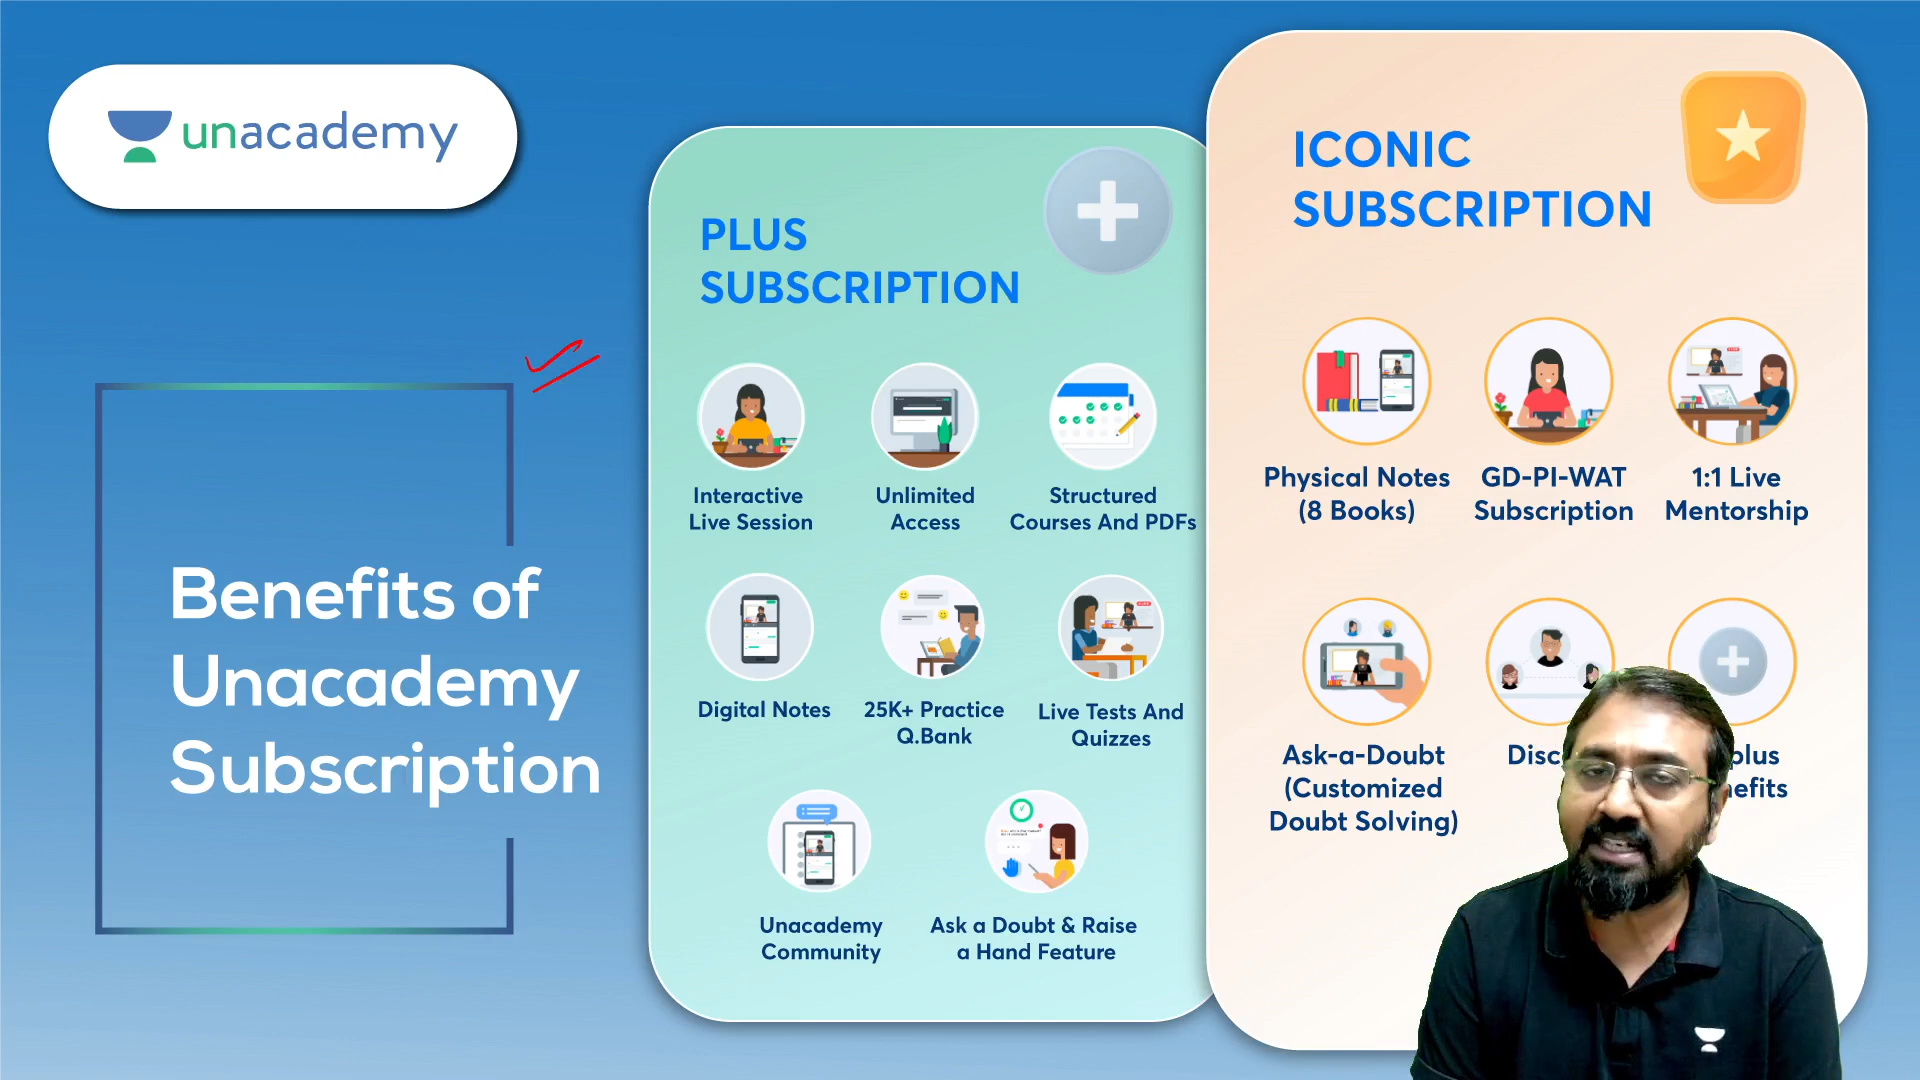 unacademy
Benefits of
Unacademy
Subscription
PLUS
SUBSCRIPTION
Interactive
Live Session
Unlimited
Access
Structured
Courses And PDFs
Digital Notes
25K+ Practice
Q.Bank
Live Tests And
Quizzes
Unacademy
Community
Ask a Doubt & Raise
a Hand Feature
ICONIC
SUBSCRIPTION
Physical Notes
(8 Books)
GD-PI-WAT
Subscription
1:1 Live
Mentorship
Ask-a-Doubt
(Customized
Doubt Solving)